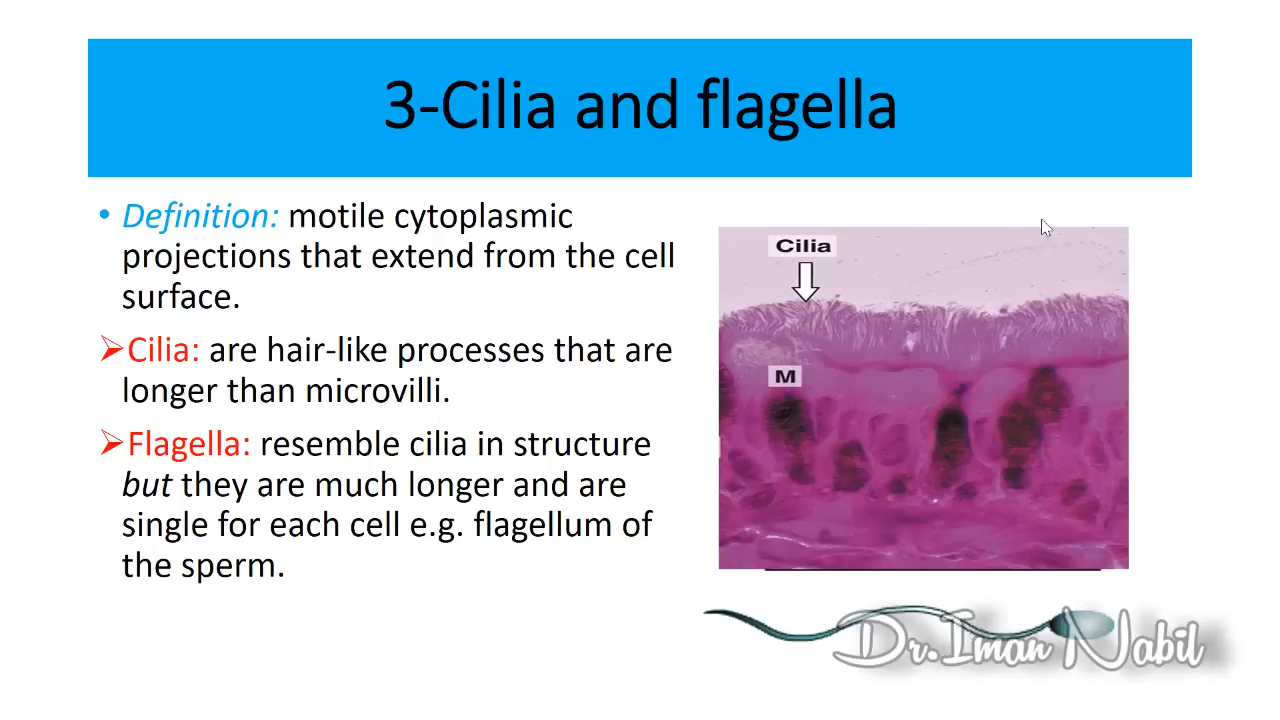 3-Cilia and flagella
• Definition: motile cytoplasmic
projections that extend from the cell
surface.
➢Cilia: are hair-like processes that are
longer than microvilli.
➢Flagella: resemble cilia in structure
but they are much longer and are
single for each cell e.g. flagellum of
the sperm.
Cilia
M
Dr.Iman Nabil